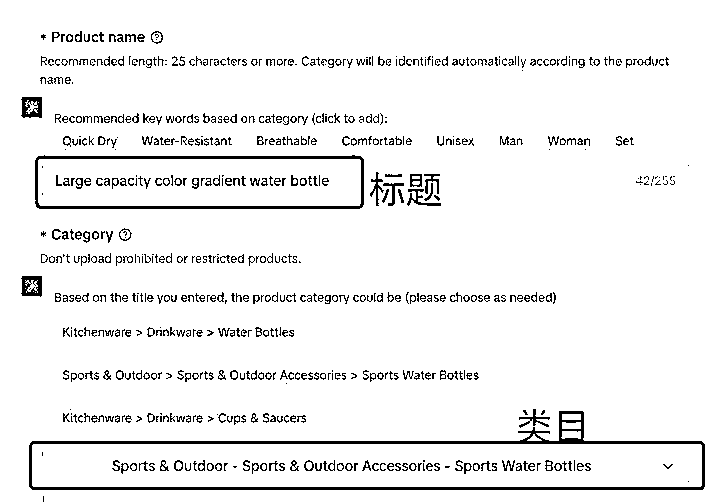 * Product name ?
Recommended length: 25 characters or more. Category will be identified automatically according to the product
name.
Recommended key words based on category (click to add):
Quick Dry Water-Resistant Breathable Comfortable Unisex Man Woman Set
Large capacity color gradient water bottle 标题 42/255
* Category ?
Don't upload prohibited or restricted products.
Based on the title you entered, the product category could be (please choose as needed)
Kitchenware > Drinkware > Water Bottles
Sports & Outdoor > Sports & Outdoor Accessories > Sports Water Bottles
Kitchenware > Drinkware > Cups & Saucers
类目
Sports & Outdoor - Sports & Outdoor Accessories - Sports Water Bottles